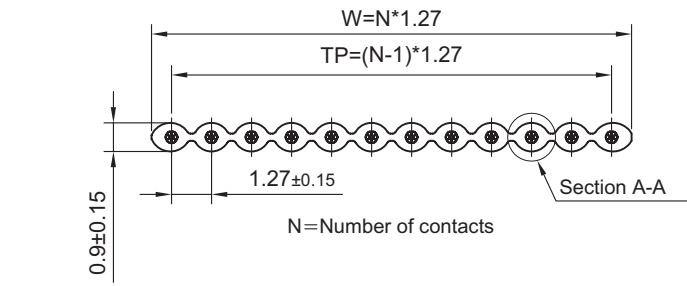 W=N*1.27
TP=(N-1)*1.27
1.27±0.15
Section A-A
0.9±0.15
N=Number of contacts